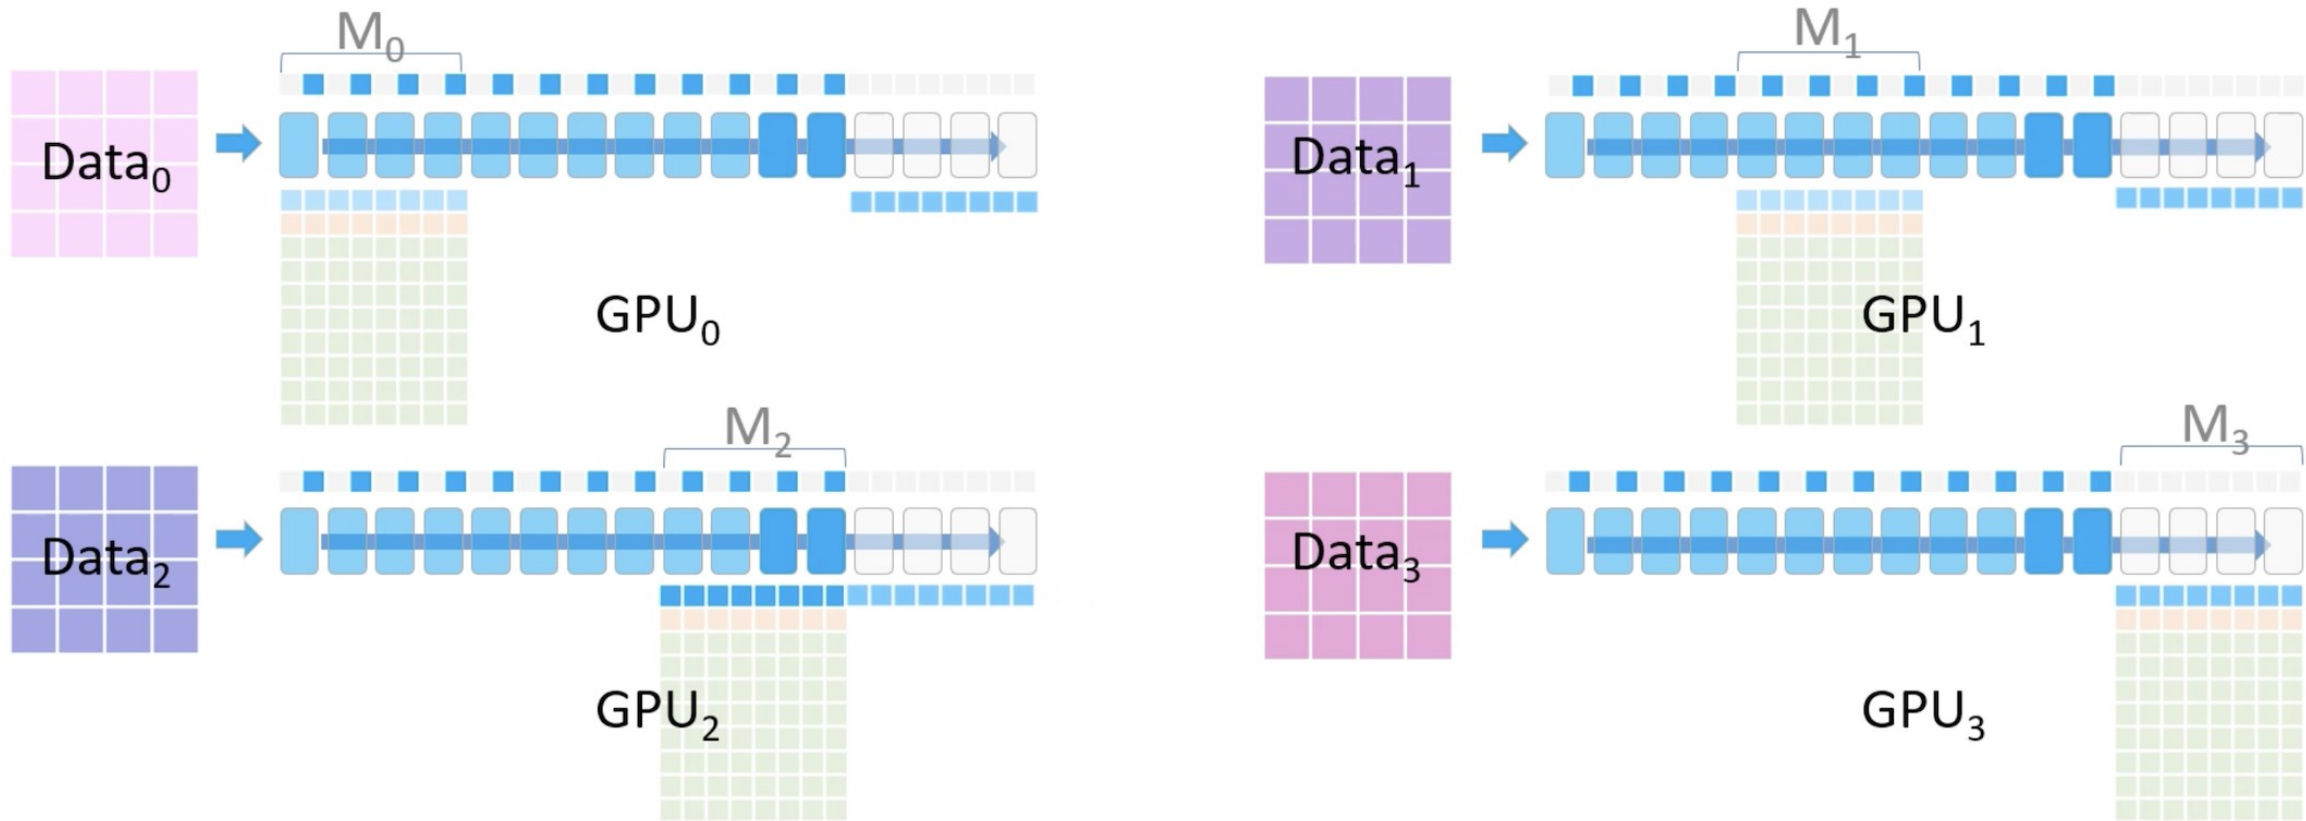 M₀
Data₀
GPU₀
M₁
Data₁
GPU₁
M₂
Data₂
GPU₂
M₃
Data₃
GPU₃